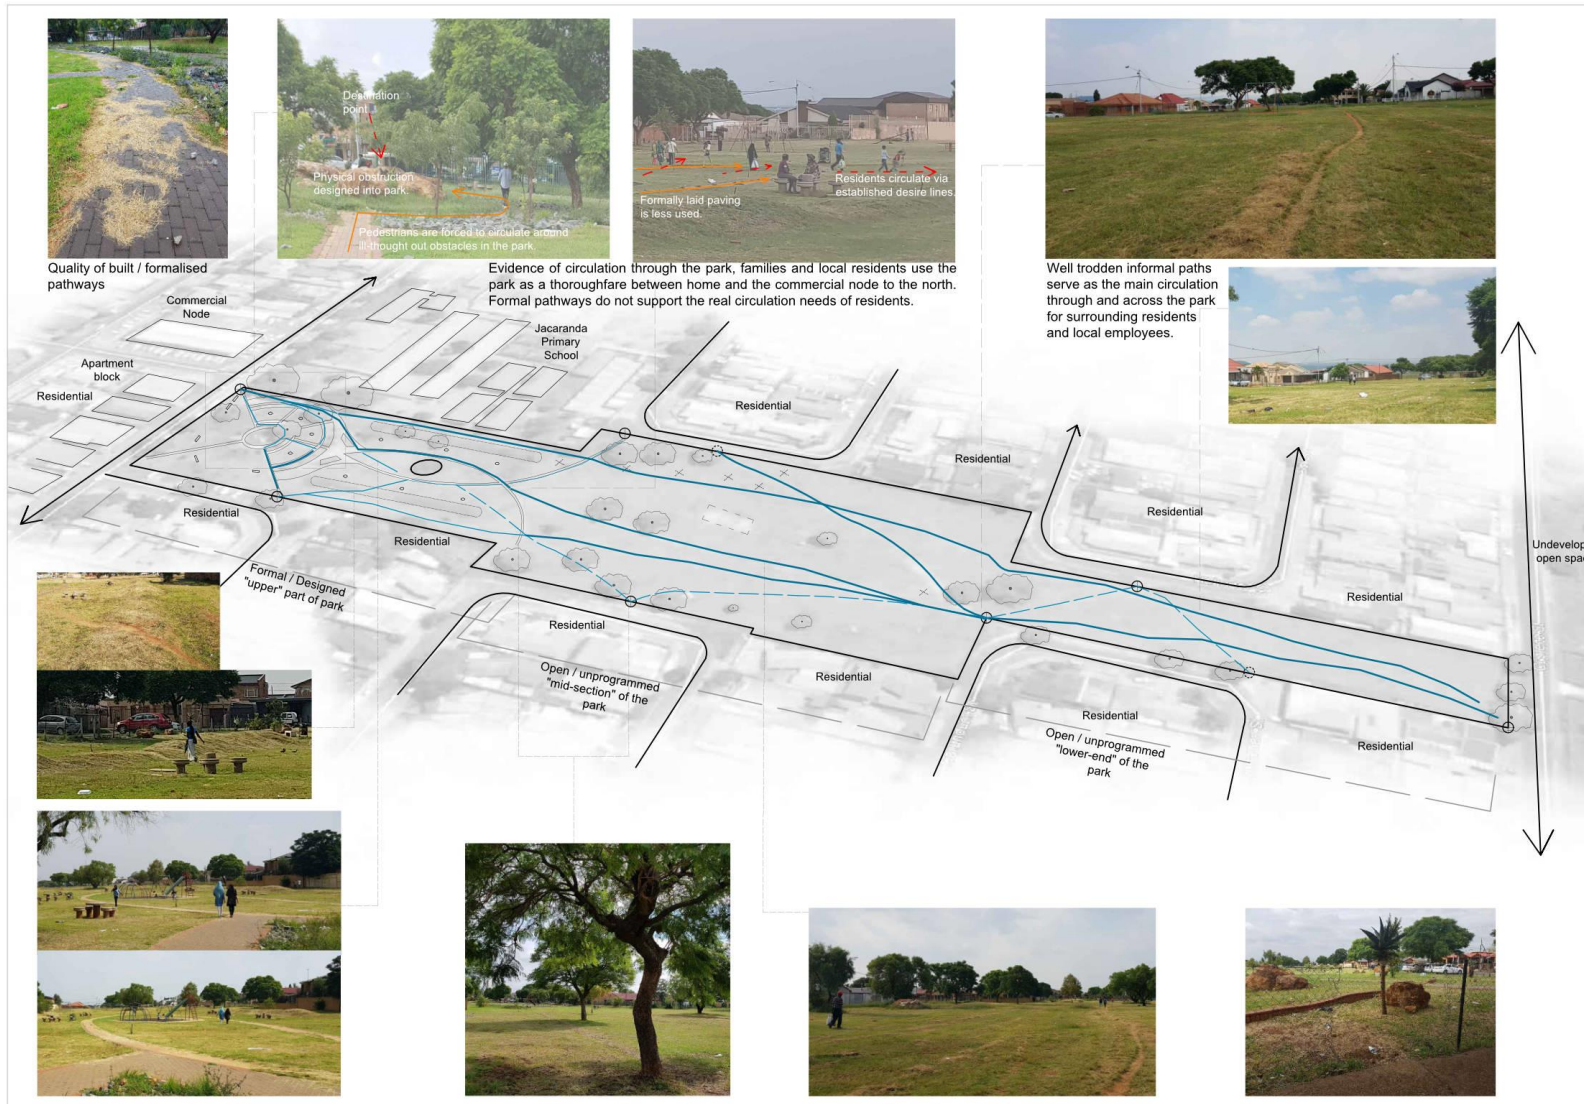 Destination
point
Physical obstruction
designed into park.
Pedestrians are forced to circulate around
ill-thought out obstacles in the park.
Formally laid paving
is less used.
Residents circulate via
established desire lines.
Quality of built / formalised
pathways
Evidence of circulation through the park, families and local residents use the
park as a thoroughfare between home and the commercial node to the north.
Formal pathways do not support the real circulation needs of residents.
Well trodden informal paths
serve as the main circulation
through and across the park
for surrounding residents
and local employees.
Commercial
Node
Apartment
block
Residential
Jacaranda
Primary
School
Residential
Residential
Residential
Residential
Residential
Undevelop
open spac
Formal / Designed
"upper" part of park
Residential
Residential
Open / unprogrammed
"mid-section" of the
park
Residential
Residential
Open / unprogrammed
"lower-end" of the
park
Residential